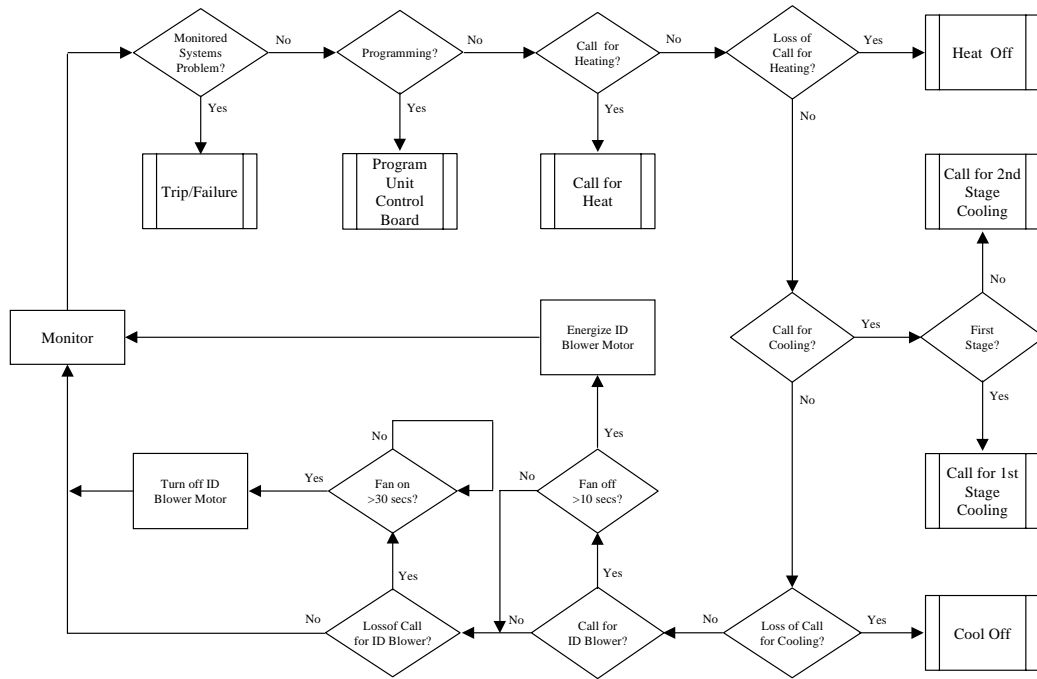 Monitored
Systems
Problem?
No
Programming?
No
Call for
Heating?
No
Loss of
Call for
Heating?
Yes
Heat Off
Yes
Yes
Yes
No
Trip/Failure
Program
Unit
Control
Board
Call for
Heat
Call for 2nd
Stage
Cooling
No
Monitor
Energize ID
Blower Motor
Call for
Cooling?
Yes
First
Stage?
No
Yes
No
Yes
Turn off ID
Blower Motor
Yes
Fan on
>30 secs?
No
Fan off
>10 secs?
Call for 1st
Stage
Cooling
Yes
Yes
No
Lossof Call
for ID Blower?
No
Call for
ID Blower?
No
Loss of Call
for Cooling?
Yes
Cool Off